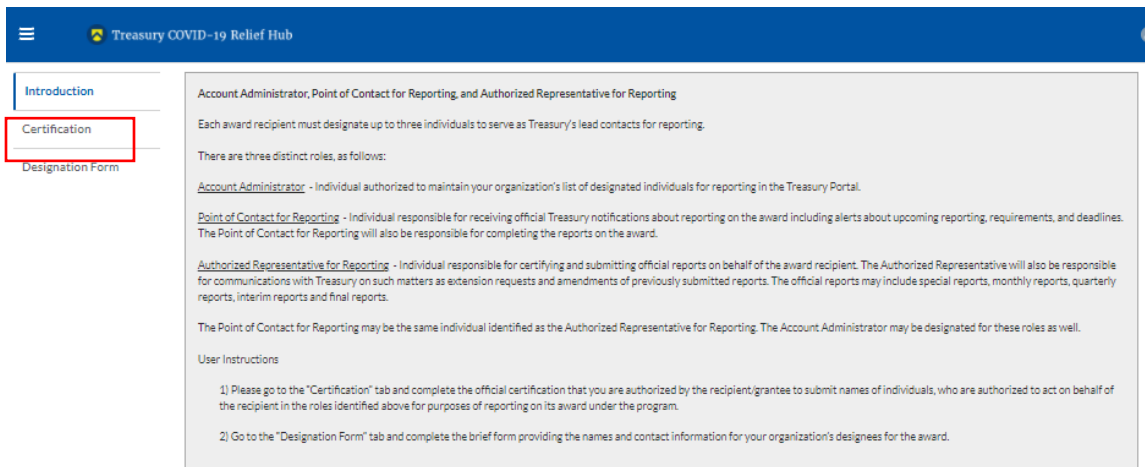 Treasury COVID-19 Relief Hub
Introduction
Certification
Designation Form
Account Administrator, Point of Contact for Reporting, and Authorized Representative for Reporting
Each award recipient must designate up to three individuals to serve as Treasury's lead contacts for reporting.
There are three distinct roles, as follows:
Account Administrator - Individual authorized to maintain your organization's list of designated individuals for reporting in the Treasury Portal.
Point of Contact for Reporting - Individual responsible for receiving official Treasury notifications about reporting on the award including alerts about upcoming reporting, requirements, and deadlines.
The Point of Contact for Reporting will also be responsible for completing the reports on the award.
Authorized Representative for Reporting - Individual responsible for certifying and submitting official reports on behalf of the award recipient. The Authorized Representative will also be responsible
for communications with Treasury on such matters as extension requests and amendments of previously submitted reports. The official reports may include special reports, monthly reports, quarterly
reports, interim reports and final reports.
The Point of Contact for Reporting may be the same individual identified as the Authorized Representative for Reporting. The Account Administrator may be designated for these roles as well.
User Instructions
1) Please go to the "Certification" tab and complete the official certification that you are authorized by the recipient/grantee to submit names of individuals, who are authorized to act on behalf of
the recipient in the roles identified above for purposes of reporting on its award under the program.
2) Go to the "Designation Form" tab and complete the brief form providing the names and contact information for your organization's designees for the award.